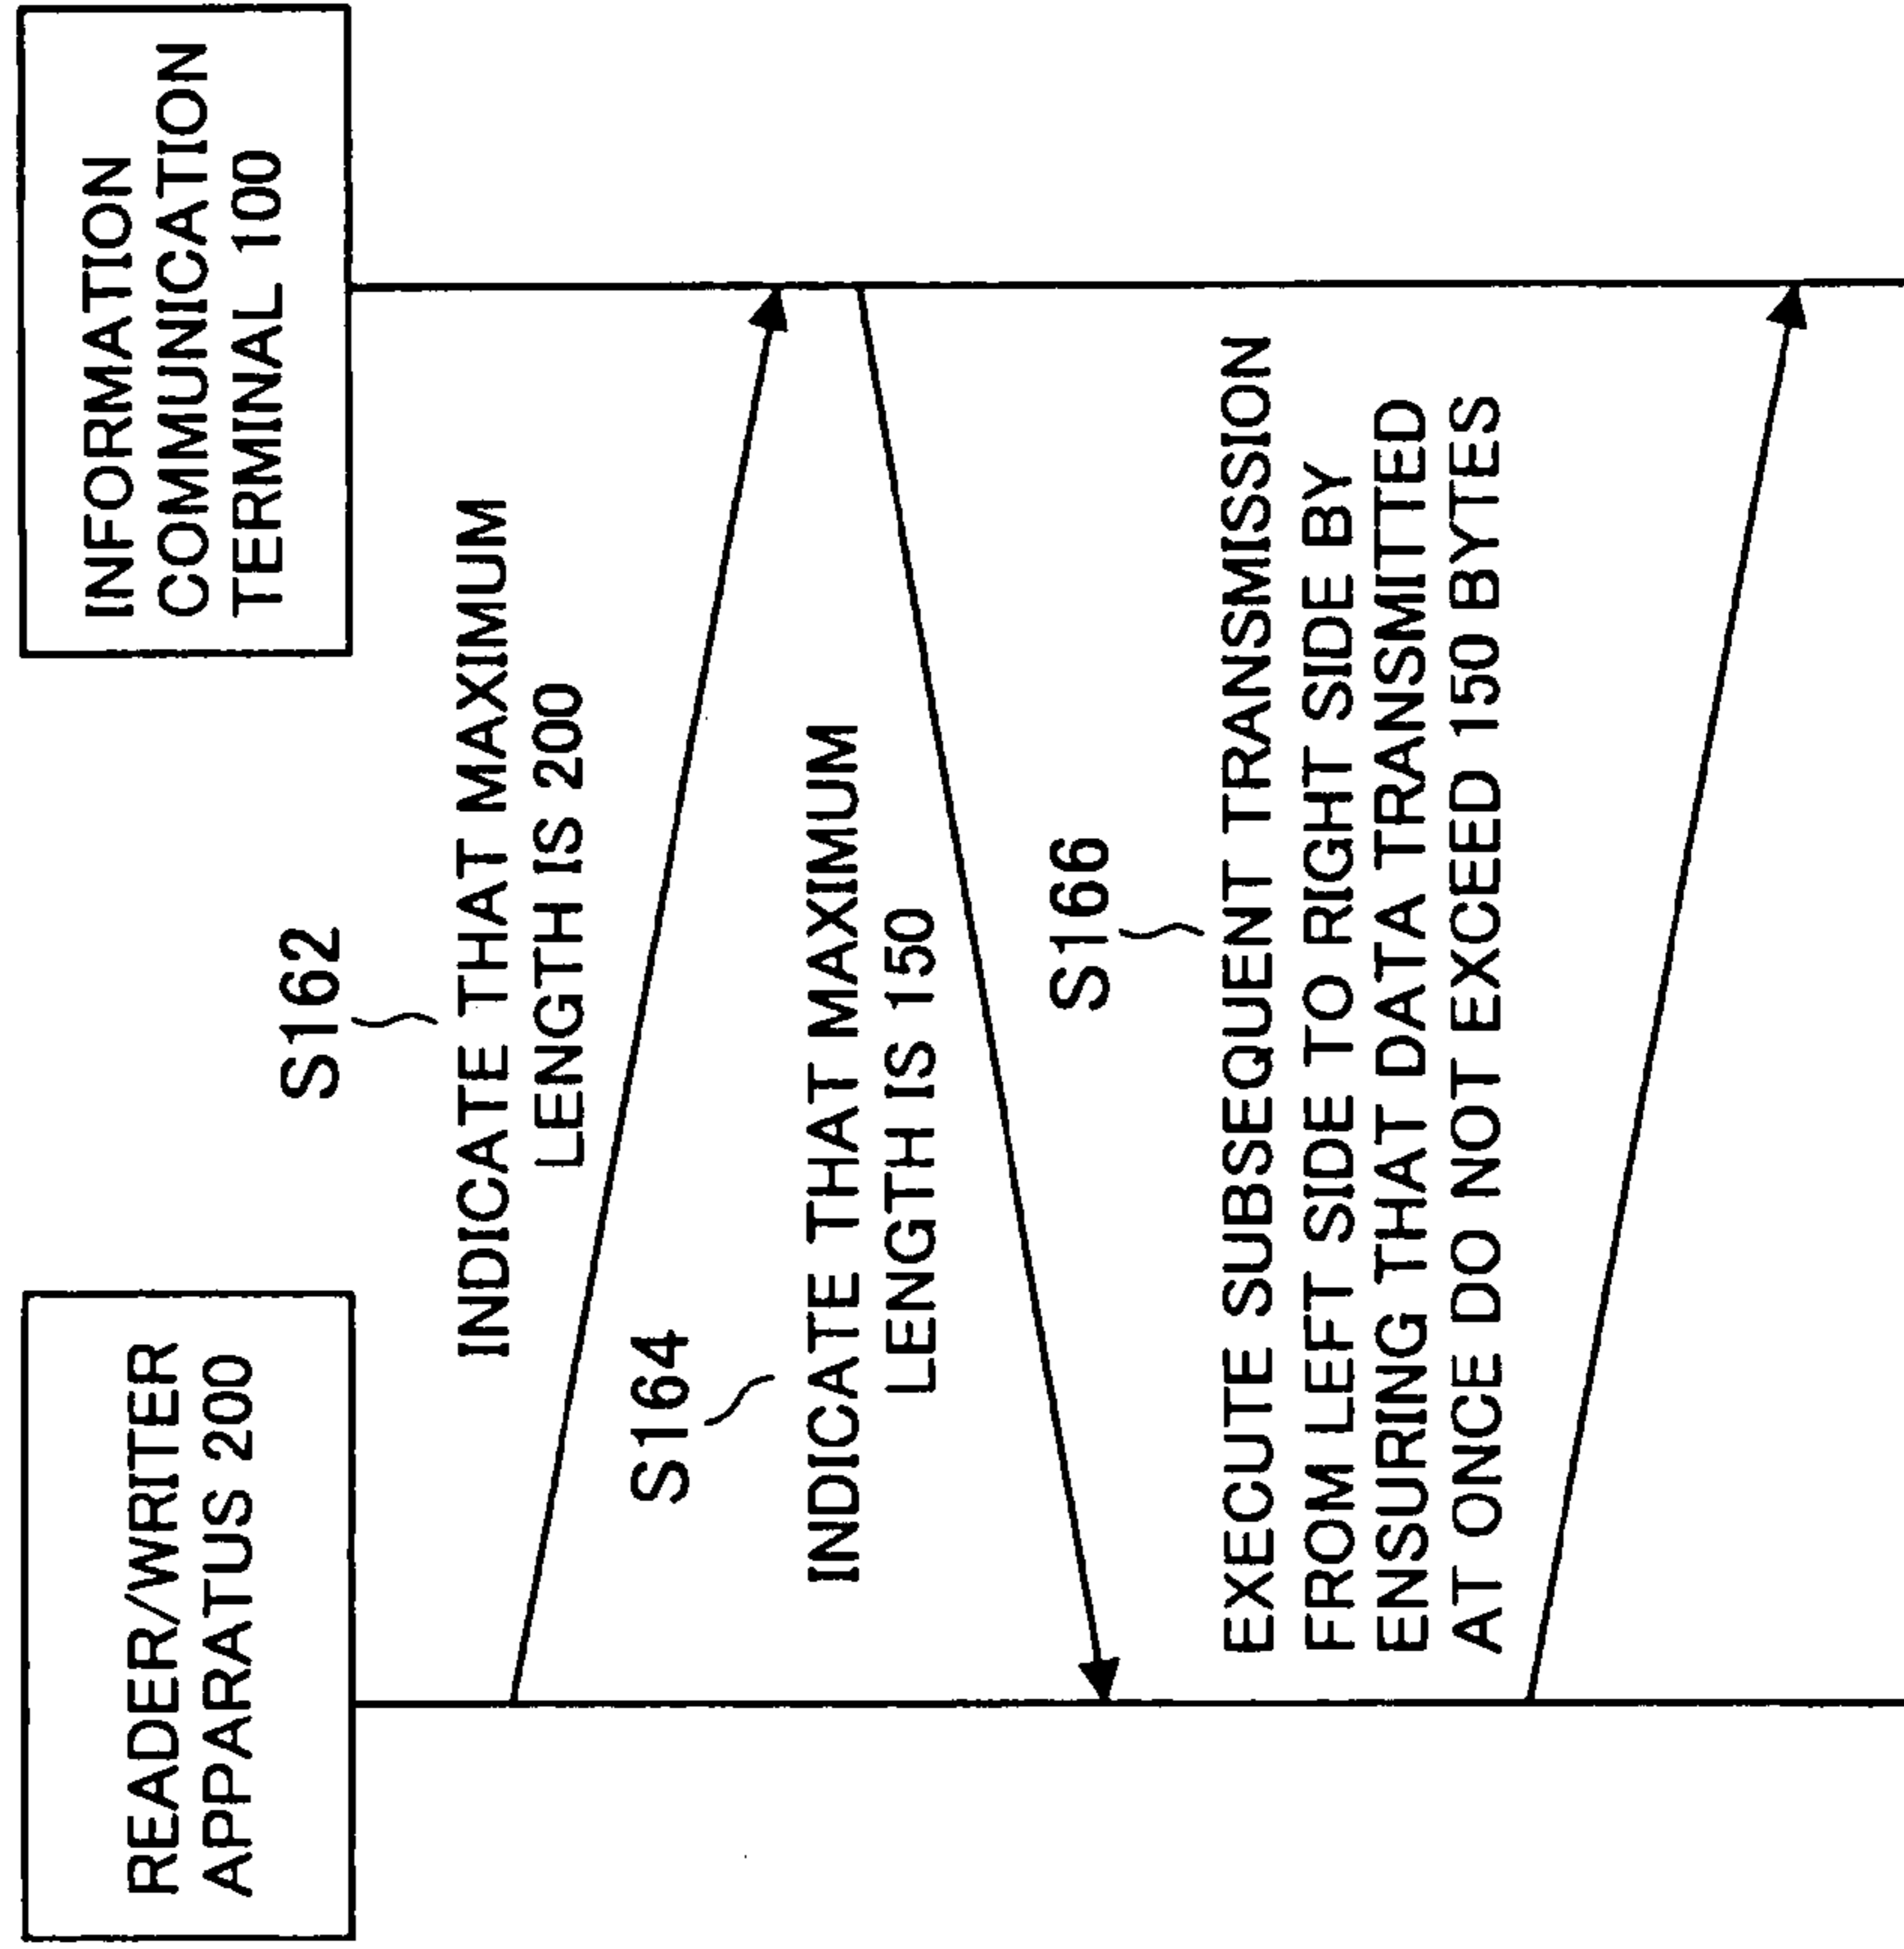 READER/WRITER
APPARATUS 200
INFORMATION
COMMUNICATION
TERMINAL 100
S162
INDICATE THAT MAXIMUM
LENGTH IS 200
S164
INDICATE THAT MAXIMUM
LENGTH IS 150
S166
EXECUTE SUBSEQUENT TRANSMISSION
FROM LEFT SIDE TO RIGHT SIDE BY
ENSURING THAT DATA TRANSMITTED
AT ONCE DO NOT EXCEED 150 BYTES